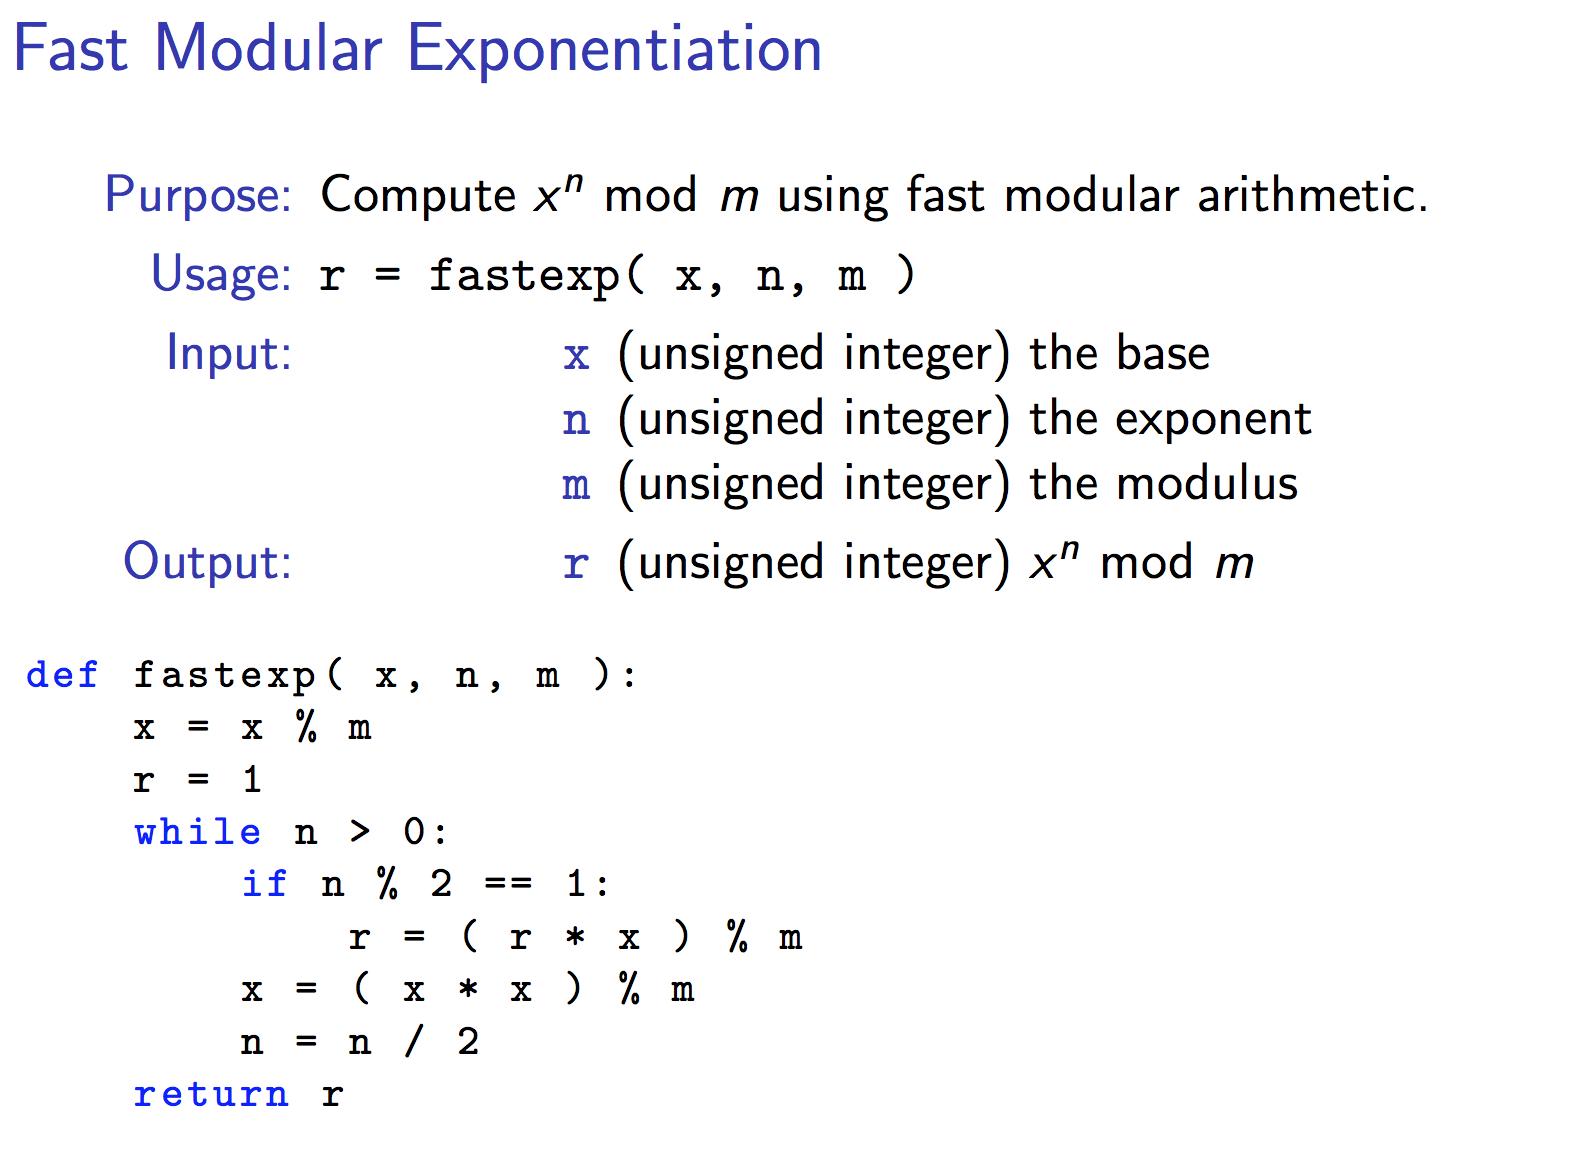 Fast Modular Exponentiation
Purpose: Compute xⁿ mod m using fast modular arithmetic.
Usage: r = fastexp( x, n, m )
Input: x (unsigned integer) the base
n (unsigned integer) the exponent
m (unsigned integer) the modulus
Output: r (unsigned integer) xⁿ mod m
def fastexp( x, n, m ):
    x = x % m
    r = 1
    while n > 0:
        if n % 2 == 1:
            r = ( r * x ) % m
        x = ( x * x ) % m
        n = n / 2
    return r